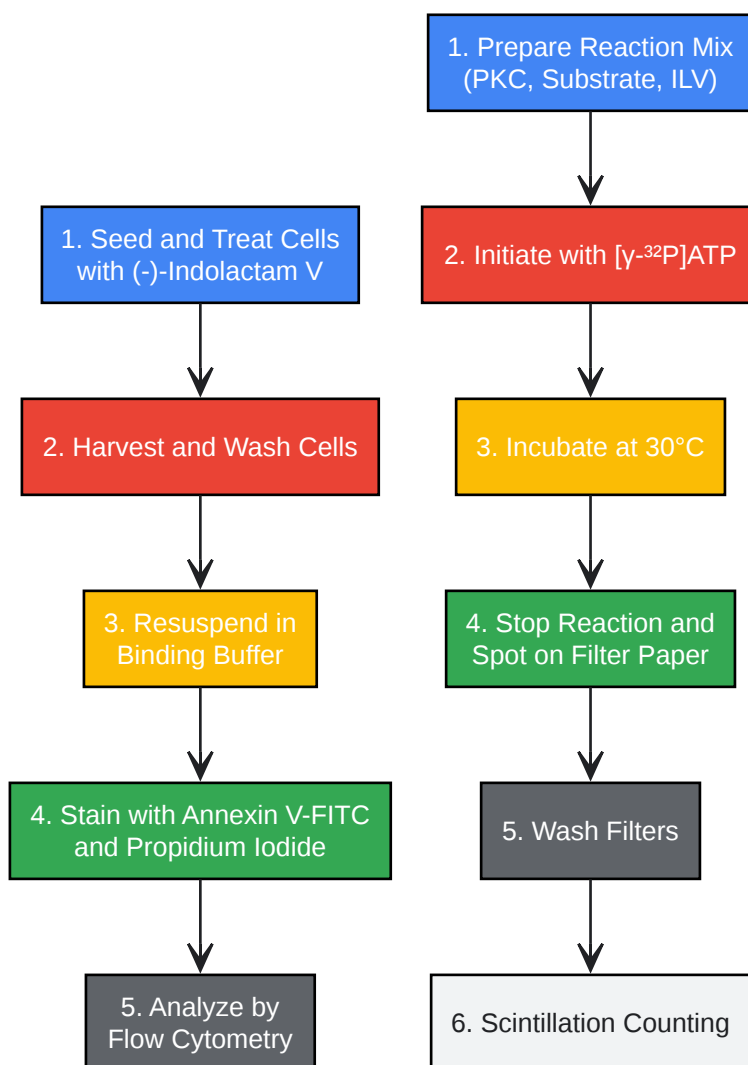 1. Seed and Treat Cells
with (-)-Indolactam V
2. Harvest and Wash Cells
3. Resuspend in
Binding Buffer
4. Stain with Annexin V-FITC
and Propidium Iodide
5. Analyze by
Flow Cytometry
1. Prepare Reaction Mix
(PKC, Substrate, ILV)
2. Initiate with [γ-³²P]ATP
3. Incubate at 30°C
4. Stop Reaction and
Spot on Filter Paper
5. Wash Filters
6. Scintillation Counting